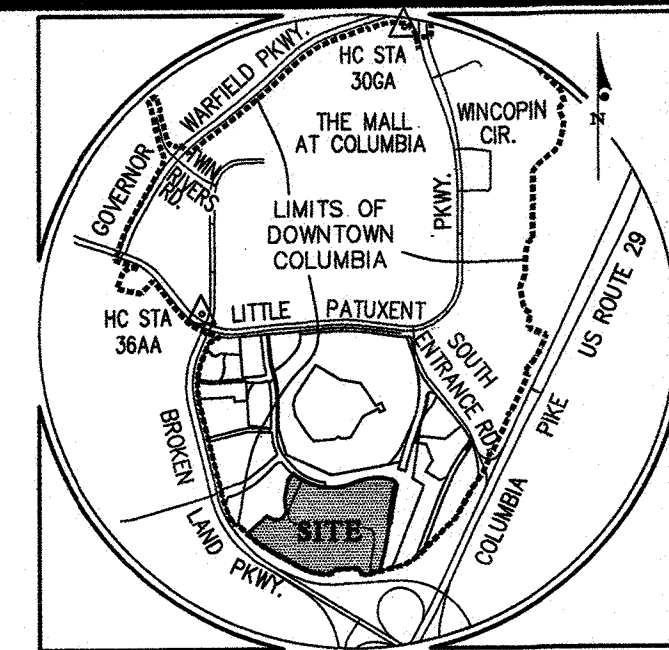 HC STA
30GA
GOVERNOR
WARFIELD PKWY.
TWIN
RIVERS
RD.
THE MALL
AT COLUMBIA
WINCOPIN
CIR.
N
LIMITS OF
DOWNTOWN
COLUMBIA
PKWY.
HC STA
36AA
LITTLE PATUXENT
SOUTH
ENTRANCE RD.
COLUMBIA PIKE
US ROUTE 29
BROKEN LAND PKWY.
SITE